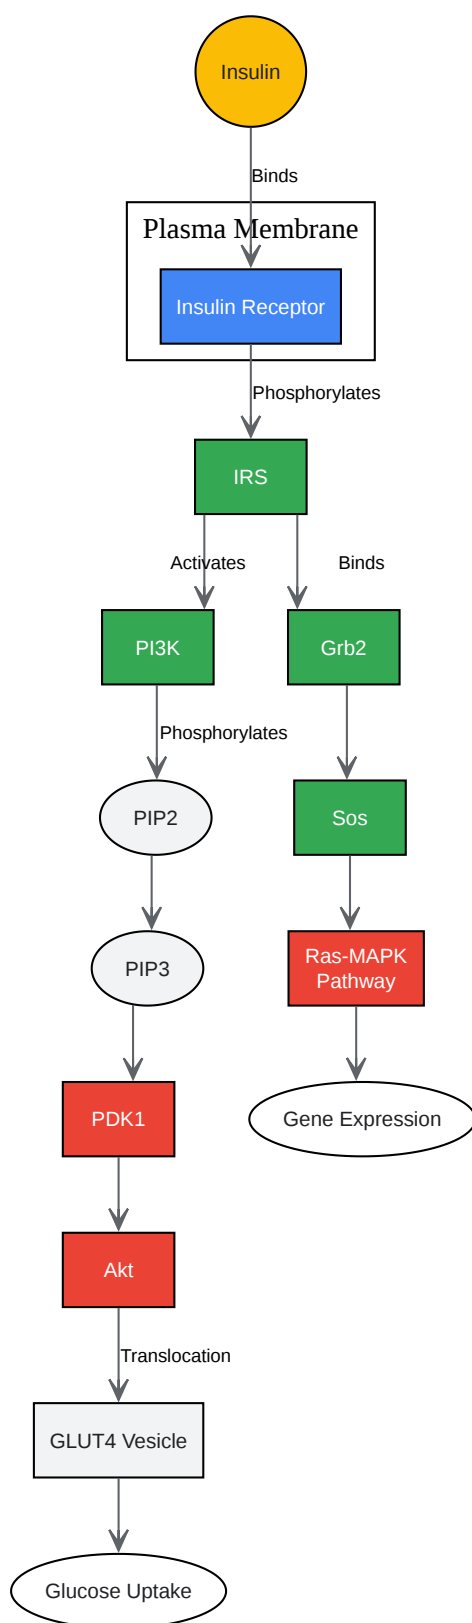 Insulin
Binds
Plasma Membrane
Insulin Receptor
Phosphorylates
IRS
Activates
Binds
PI3K
Grb2
Phosphorylates
PIP2
Sos
PIP3
Ras-MAPK
Pathway
PDK1
Gene Expression
Akt
Translocation
GLUT4 Vesicle
Glucose Uptake